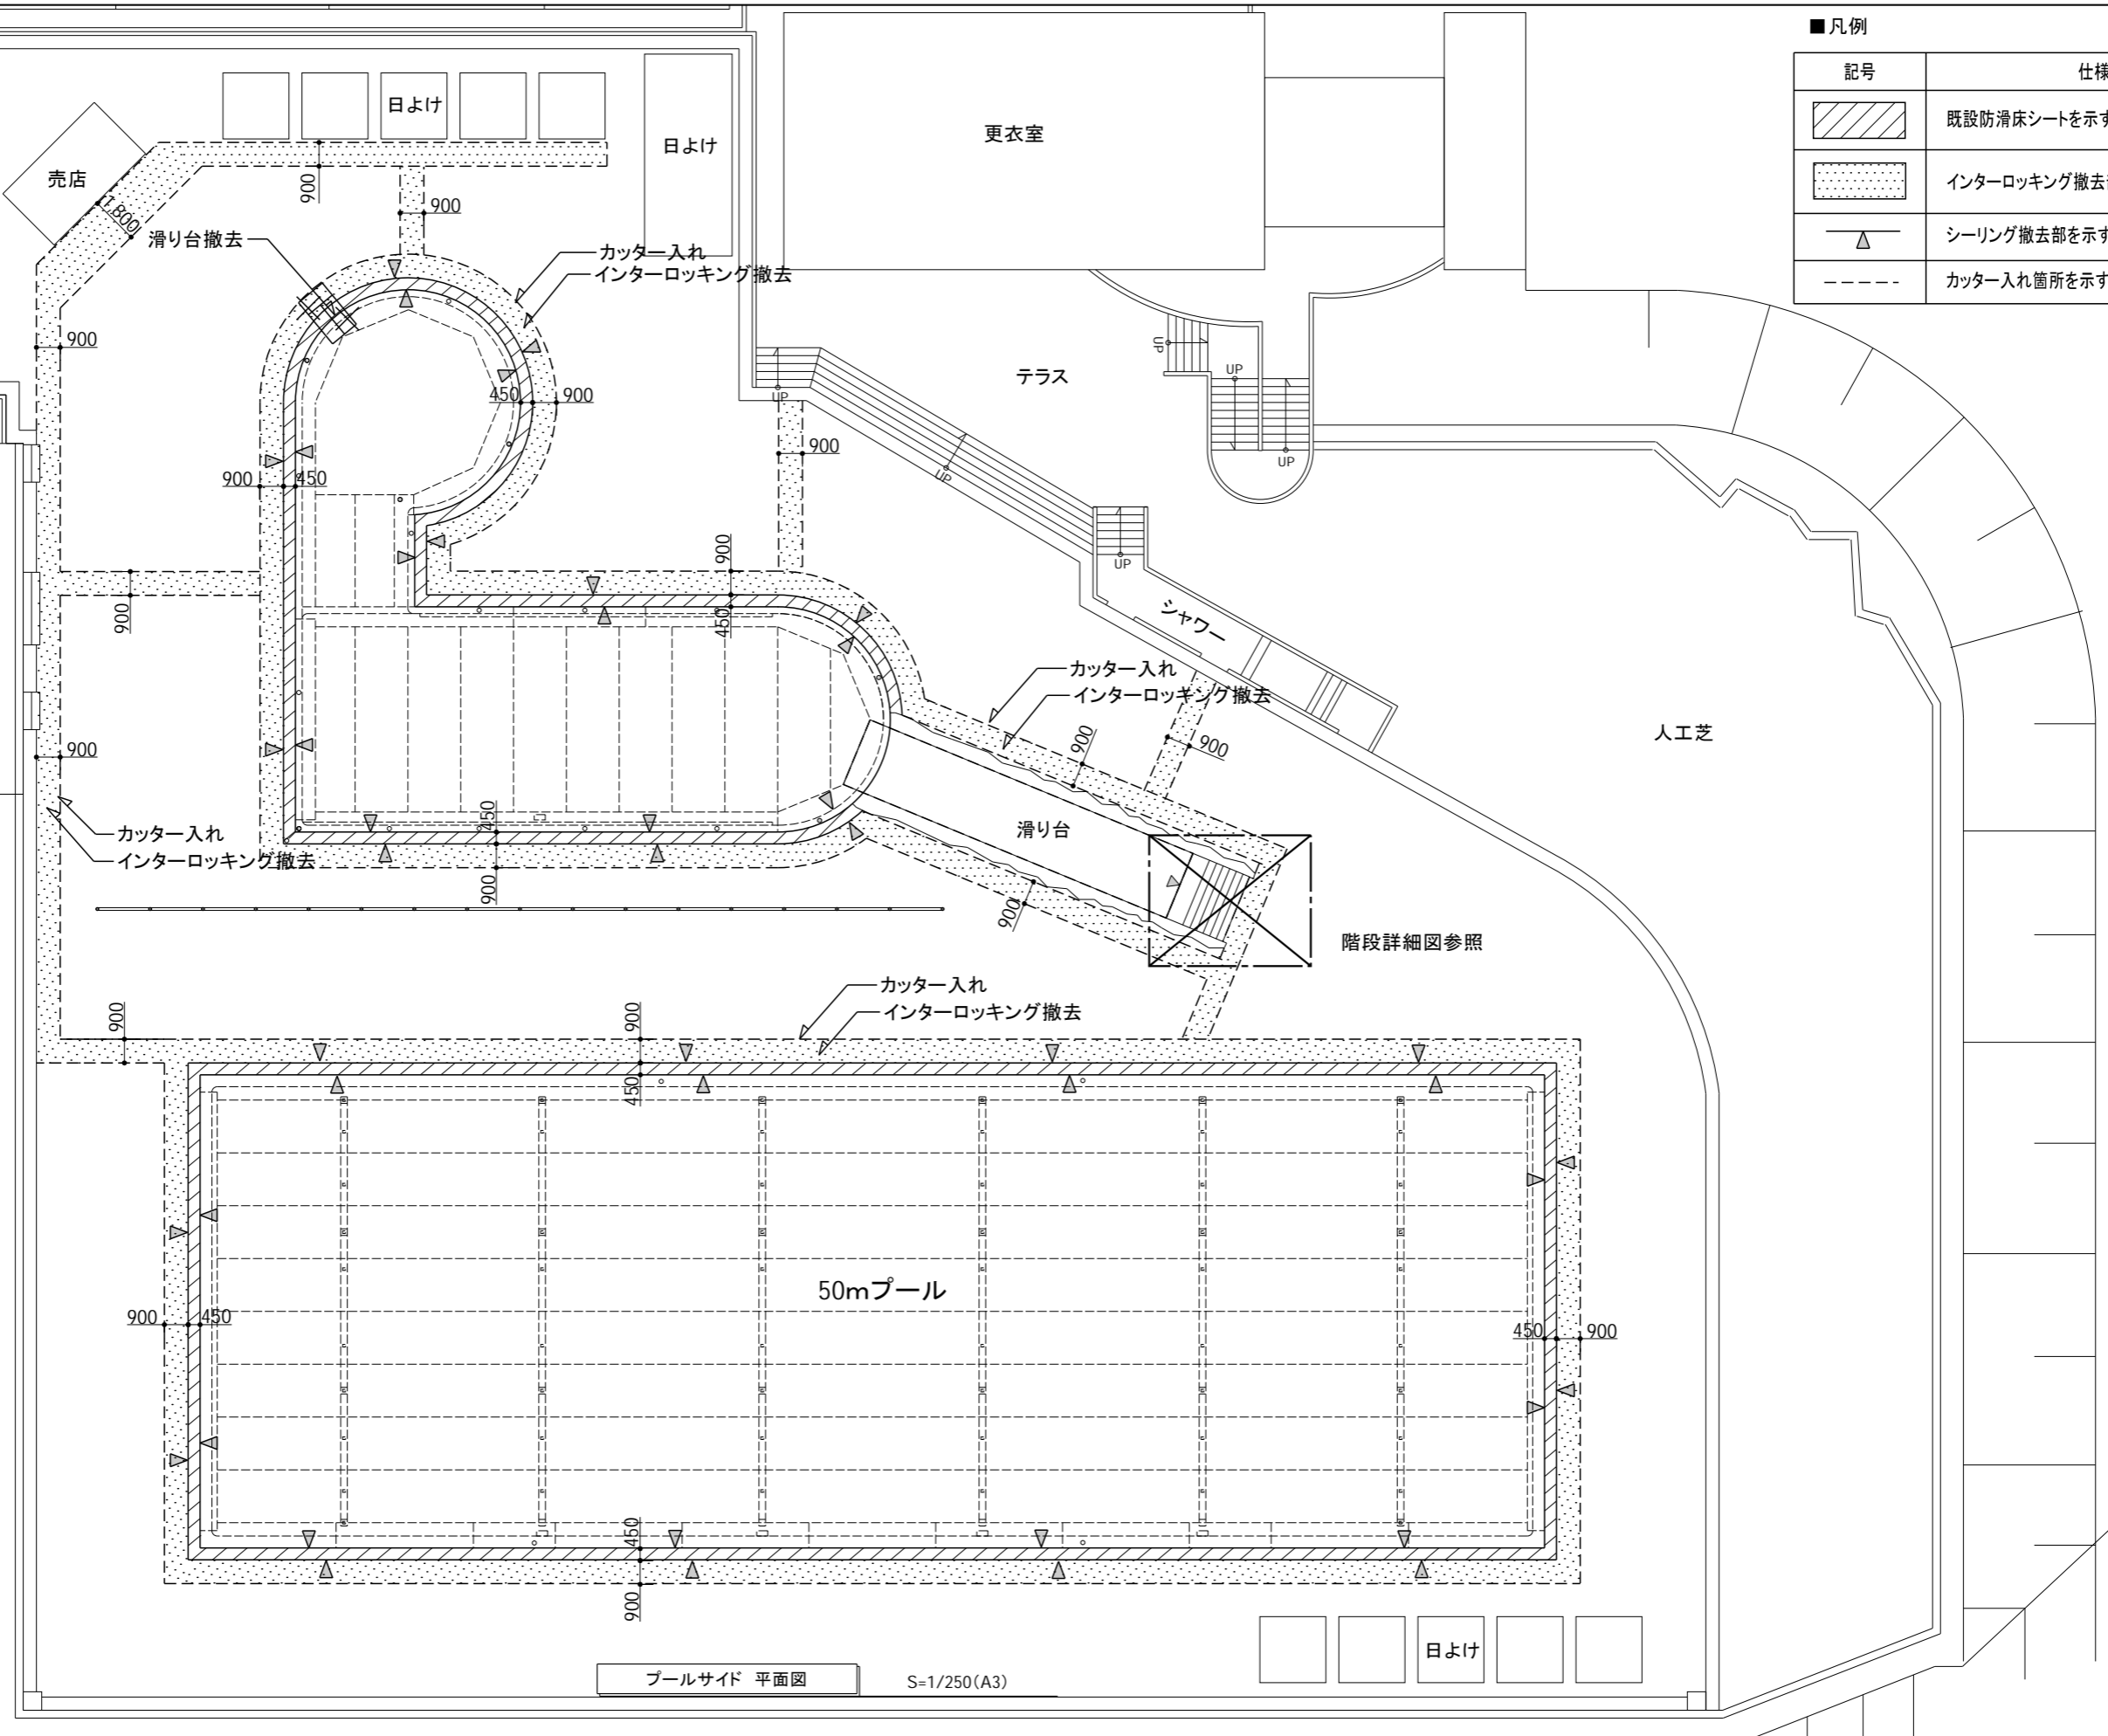 ■凡例
記号
仕様
既設防滑床シートを示す
インターロッキング撤去
シーリング撤去部を示す
カッター入れ箇所を示す
日よけ
日よけ
更衣室
売店
1,800
900
900
滑り台撤去
カッター入れ
インターロッキング撤去
900
450
900
900
450
テラス
UP
UP
UP
UP
UP
UP
900
900
900
450
シャワー
カッター入れ
インターロッキング撤去
900
900
人工芝
900
カッター入れ
インターロッキング撤去
450
900
滑り台
900
階段詳細図参照
カッター入れ
インターロッキング撤去
900
900
450
50mプール
900
450
450
900
450
900
日よけ
プールサイド 平面図
S=1/250(A3)